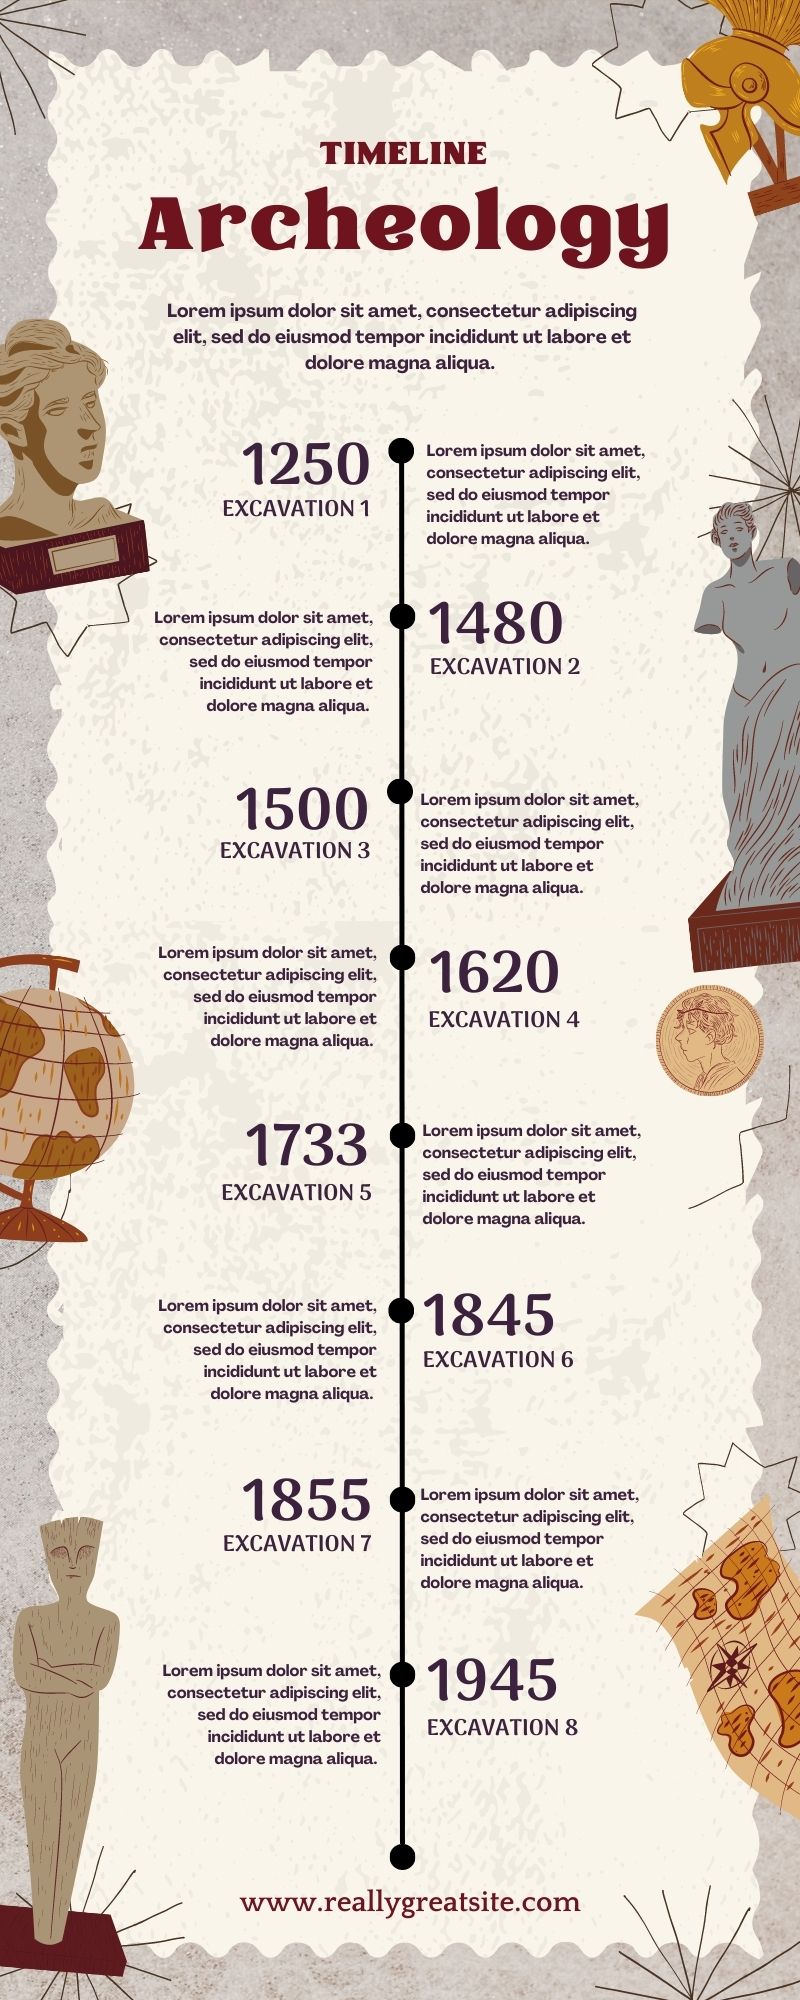 TIMELINE
Archeology
Lorem ipsum dolor sit amet, consectetur adipiscing
elit, sed do eiusmod tempor incididunt ut labore et
dolore magna aliqua.
1250
EXCAVATION 1
Lorem ipsum dolor sit amet,
consectetur adipiscing elit,
sed do eiusmod tempor
incididunt ut labore et
dolore magna aliqua.
1480
EXCAVATION 2
Lorem ipsum dolor sit amet,
consectetur adipiscing elit,
sed do eiusmod tempor
incididunt ut labore et
dolore magna aliqua.
1500
EXCAVATION 3
Lorem ipsum dolor sit amet,
consectetur adipiscing elit,
sed do eiusmod tempor
incididunt ut labore et
dolore magna aliqua.
1620
EXCAVATION 4
Lorem ipsum dolor sit amet,
consectetur adipiscing elit,
sed do eiusmod tempor
incididunt ut labore et
dolore magna aliqua.
1733
EXCAVATION 5
Lorem ipsum dolor sit amet,
consectetur adipiscing elit,
sed do eiusmod tempor
incididunt ut labore et
dolore magna aliqua.
1845
EXCAVATION 6
Lorem ipsum dolor sit amet,
consectetur adipiscing elit,
sed do eiusmod tempor
incididunt ut labore et
dolore magna aliqua.
1855
EXCAVATION 7
Lorem ipsum dolor sit amet,
consectetur adipiscing elit,
sed do eiusmod tempor
incididunt ut labore et
dolore magna aliqua.
1945
EXCAVATION 8
Lorem ipsum dolor sit amet,
consectetur adipiscing elit,
sed do eiusmod tempor
incididunt ut labore et
dolore magna aliqua.
www.reallygreatsite.com